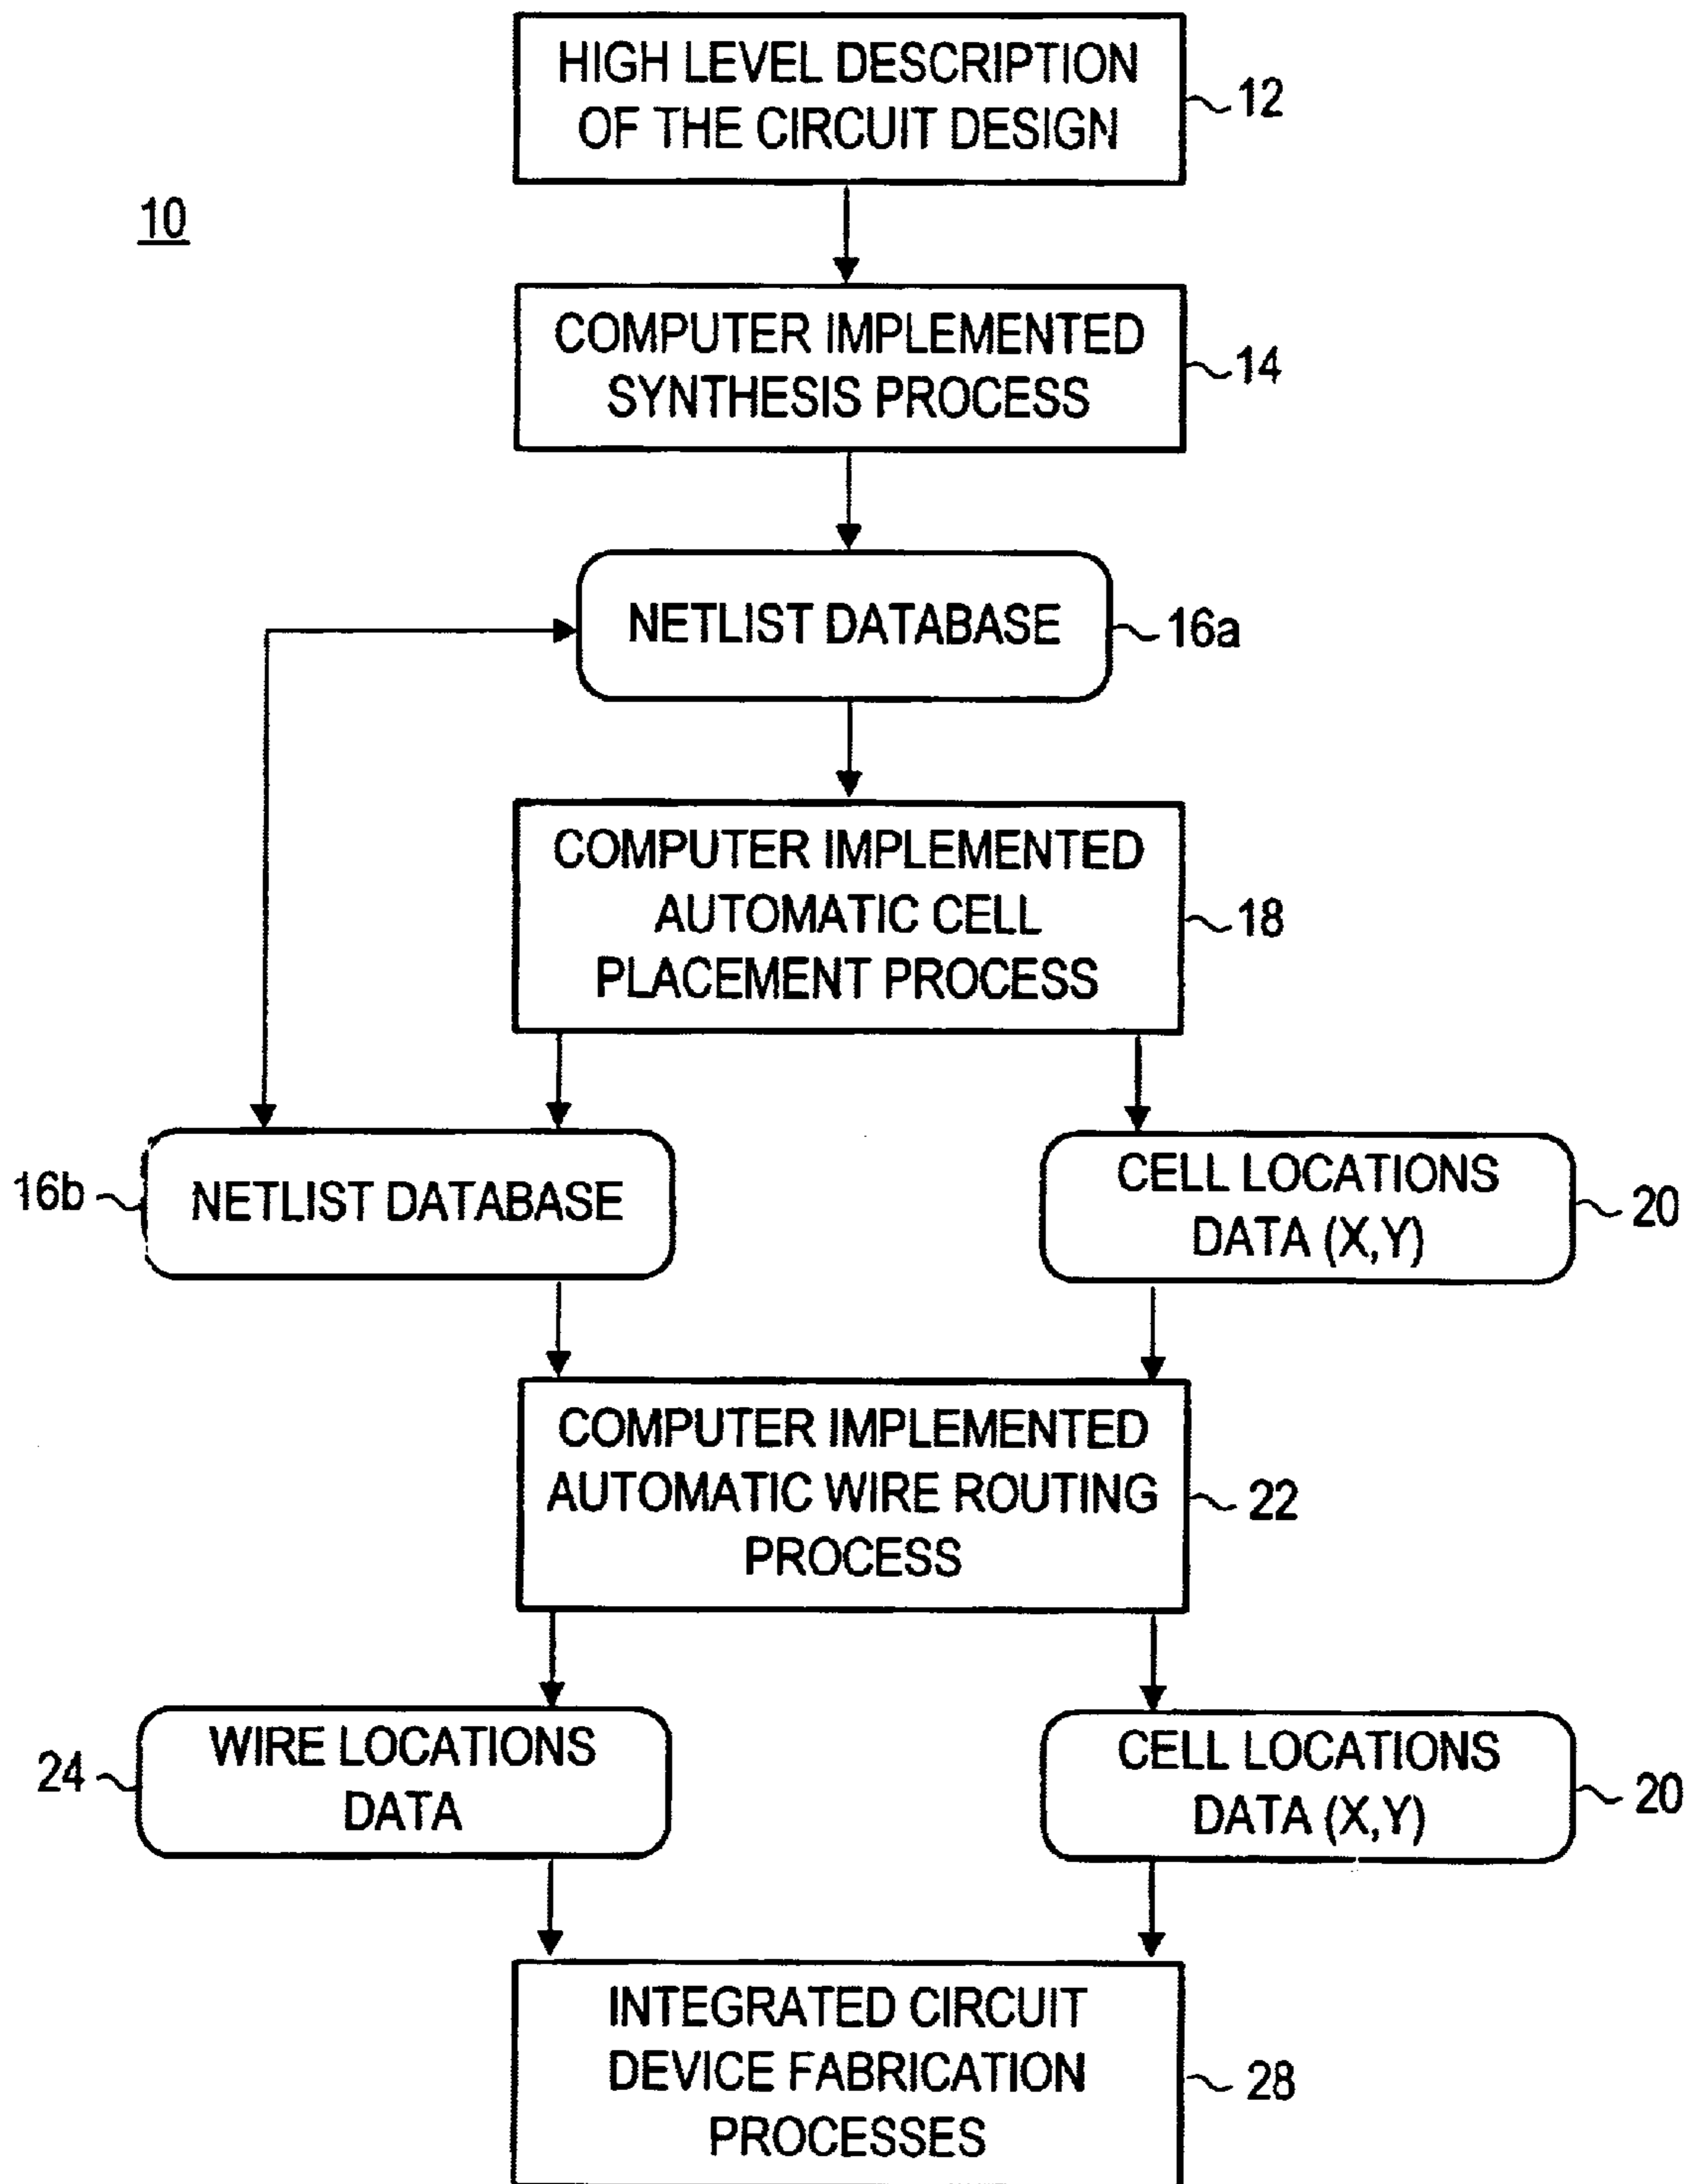 HIGH LEVEL DESCRIPTION
OF THE CIRCUIT DESIGN
12
10
COMPUTER IMPLEMENTED
SYNTHESIS PROCESS
14
NETLIST DATABASE
16a
COMPUTER IMPLEMENTED
AUTOMATIC CELL
PLACEMENT PROCESS
18
16b
NETLIST DATABASE
CELL LOCATIONS
DATA (X,Y)
20
COMPUTER IMPLEMENTED
AUTOMATIC WIRE ROUTING
PROCESS
22
24
WIRE LOCATIONS
DATA
CELL LOCATIONS
DATA (X,Y)
20
INTEGRATED CIRCUIT
DEVICE FABRICATION
PROCESSES
28